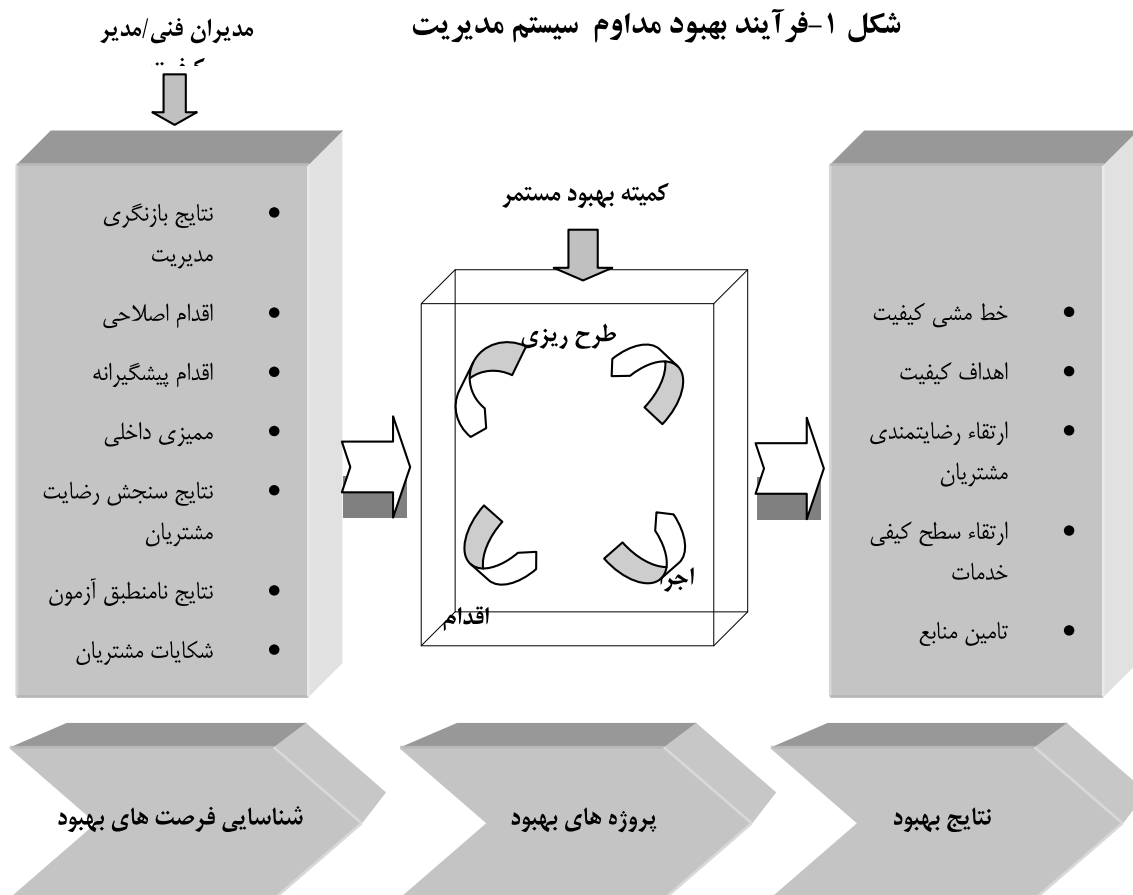 شکل ۱-فرآیند بهبود مداوم سیستم مدیریت
مدیران فنی/مدیر
نتایج بازنگری
مدیریت
اقدام اصلاحی
اقدام پیشگیرانه
ممیزی داخلی
نتایج سنجش رضایت
مشتریان
نتایج نامنطبق آزمون
شکایات مشتریان
کمیته بهبود مستمر
طرح ریزی
اجرا
اقدام
خط مشی کیفیت
اهداف کیفیت
ارتقاء رضایتمندی
مشتریان
ارتقاء سطح کیفی
خدمات
تامین منابع
شناسایی فرصت های بهبود
پروژه های بهبود
نتایج بهبود